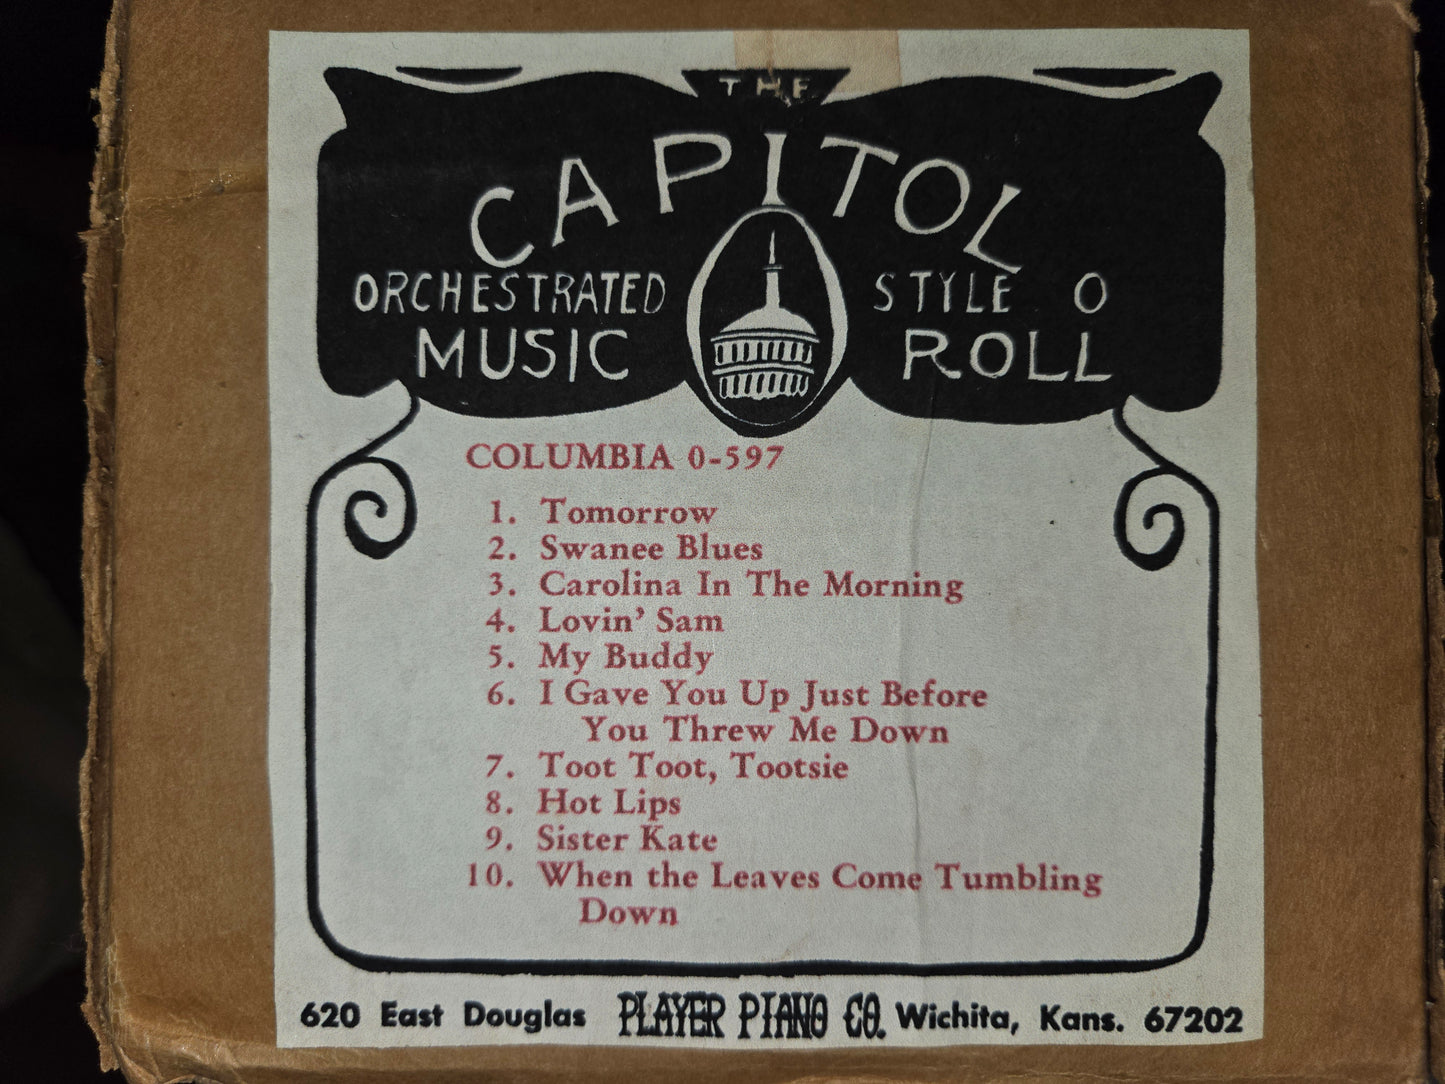 THE
CAPITOL
ORCHESTRATED STYLE O
MUSIC ROLL
COLUMBIA 0-597
1. Tomorrow
2. Swanee Blues
3. Carolina In The Morning
4. Lovin' Sam
5. My Buddy
6. I Gave You Up Just Before
You Threw Me Down
7. Toot Toot, Tootsie
8. Hot Lips
9. Sister Kate
10. When the Leaves Come Tumbling
Down
620 East Douglas PLAYER PIANO CO. Wichita, Kans. 67202